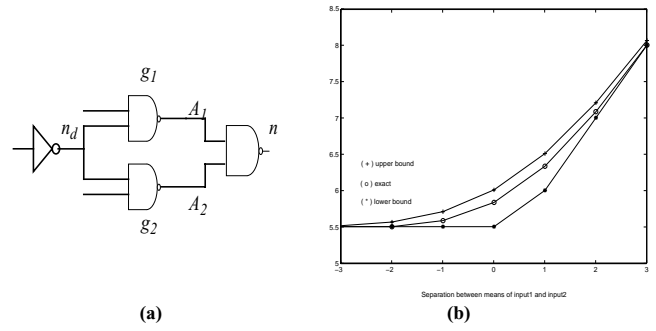 g1
nd
A1
n
A2
g2
(a)
8.5
8
7.5
7
6.5
6
5.5
5
−3
−2
−1
0
1
2
3
( + ) upper bound
( o ) exact
( * ) lower bound
Separation between means of input1 and input2
(b)